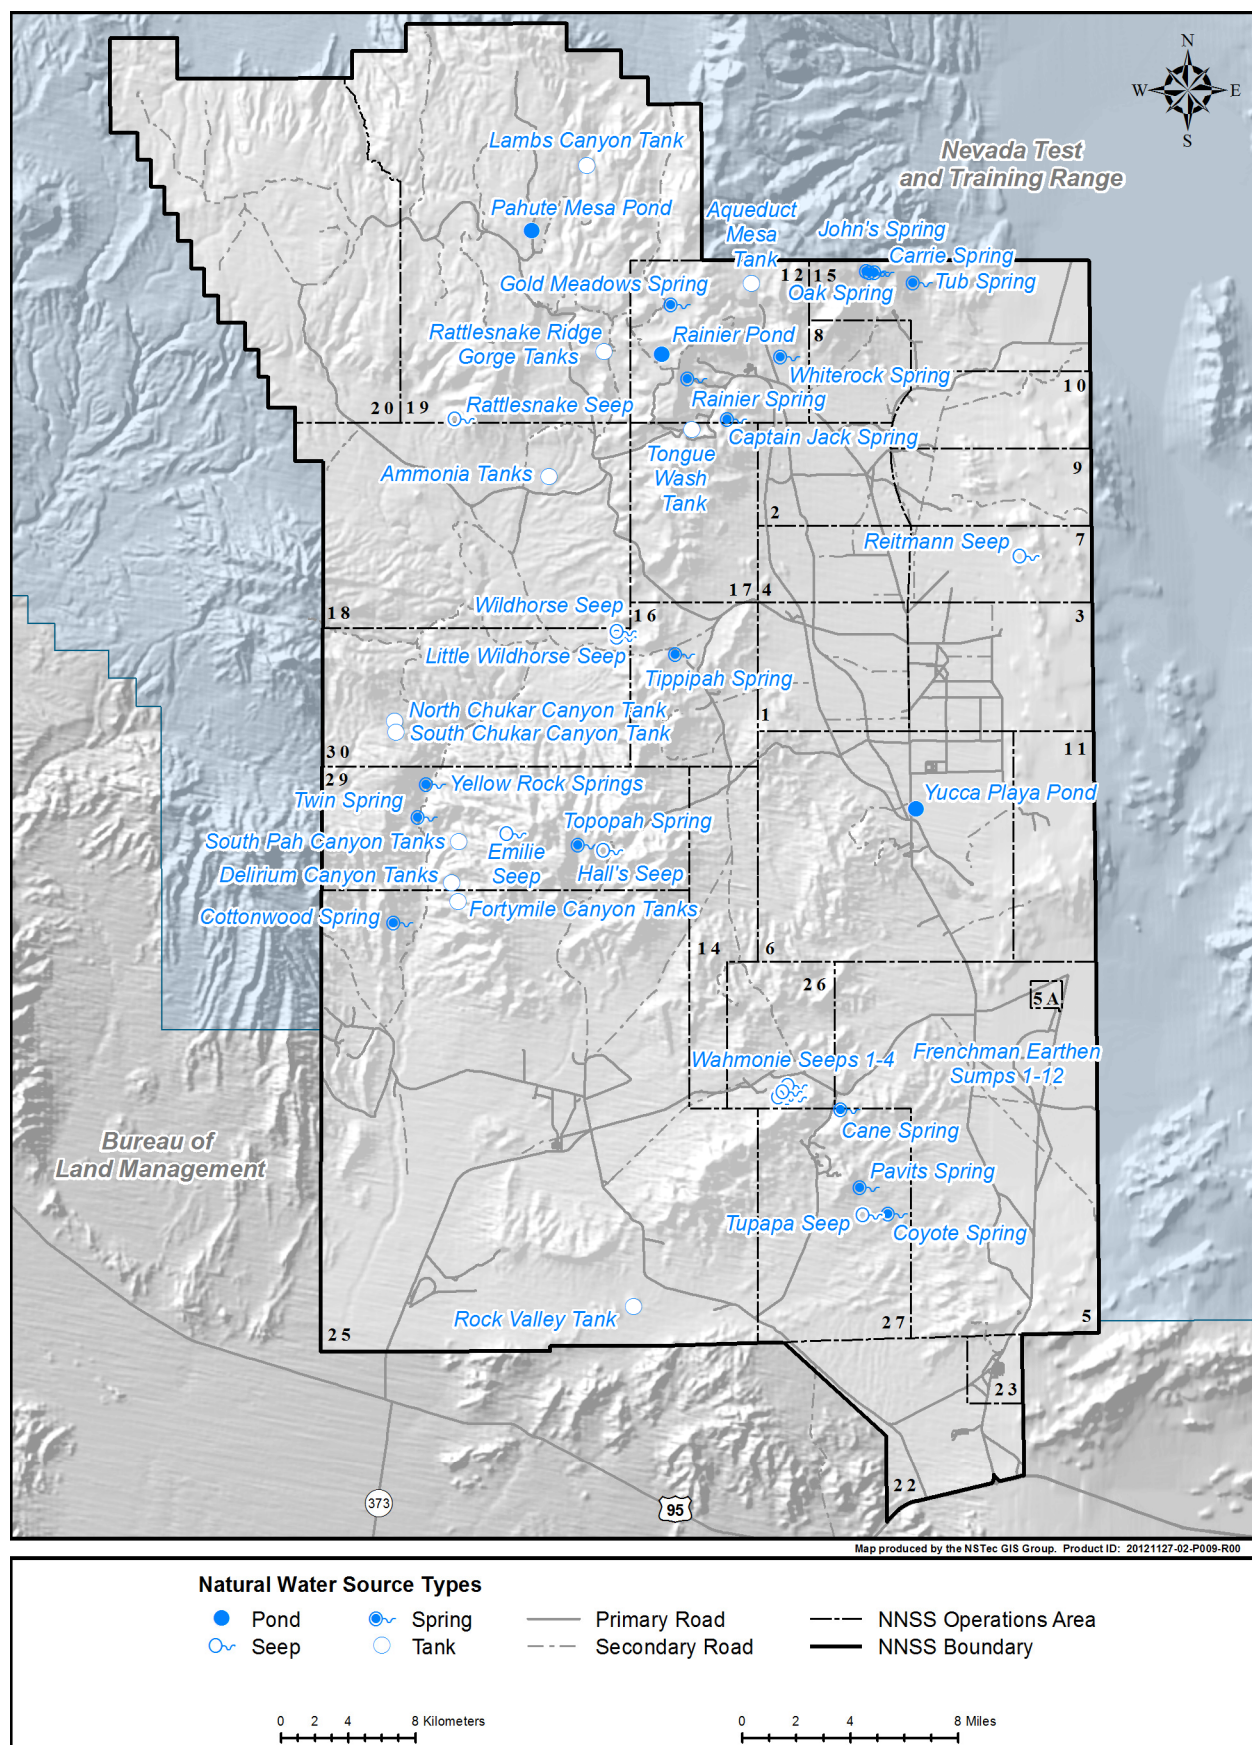 N
W
E
S
Nevada Test
and Training Range
Lambs Canyon Tank
Pahute Mesa Pond
Aqueduct
Mesa
Tank
John's Spring
Carrie Spring
12
15
Oak Spring
Tub Spring
Gold Meadows Spring
Rattlesnake Ridge
Gorge Tanks
Rainier Pond
8
Whiterock Spring
10
Rainier Spring
20
19
Rattlesnake Seep
Captain Jack Spring
Tongue
Wash
Tank
Ammonia Tanks
9
2
Reitmann Seep
7
17
4
Wildhorse Seep
18
16
3
Little Wildhorse Seep
Tippipah Spring
North Chukar Canyon Tank
South Chukar Canyon Tank
1
30
11
29
Yellow Rock Springs
Twin Spring
Yucca Playa Pond
Topopah Spring
South Pah Canyon Tanks
Emilie
Seep
Hall's Seep
Delirium Canyon Tanks
Fortymile Canyon Tanks
Cottonwood Spring
14
6
26
5A
Wahmonie Seeps 1-4
Frenchman Earthen
Sumps 1-12
Cane Spring
Bureau of
Land Management
Pavits Spring
Tupapa Seep
Coyote Spring
Rock Valley Tank
25
27
5
23
22
373
95
Map produced by the NSTec GIS Group. Product ID: 20121127-02-P009-R00
Natural Water Source Types
Pond
Spring
Primary Road
NNSS Operations Area
Seep
Tank
Secondary Road
NNSS Boundary
0 2 4 8 Kilometers
0 2 4 8 Miles